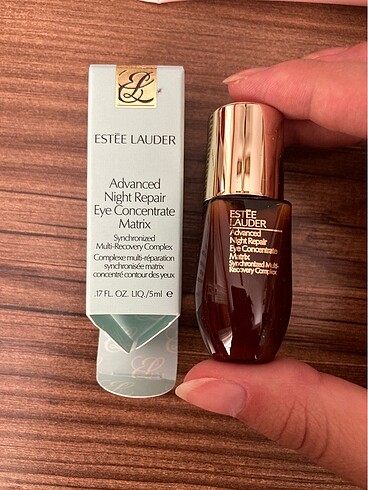 ESTĒE LAUDER
Advanced
Night Repair
Eye Concentrate
Matrix
Synchronized
Multi-Recovery Complex
Complexe multi-réparation
synchronisée matrix
concentré contour des yeux
.17 FL. OZ. LIQ./5ml e
ESTĒE
LAUDER
Advanced
Night Repair
Eye Concentrate
Matrix
Synchronized Multi-
Recovery Complex